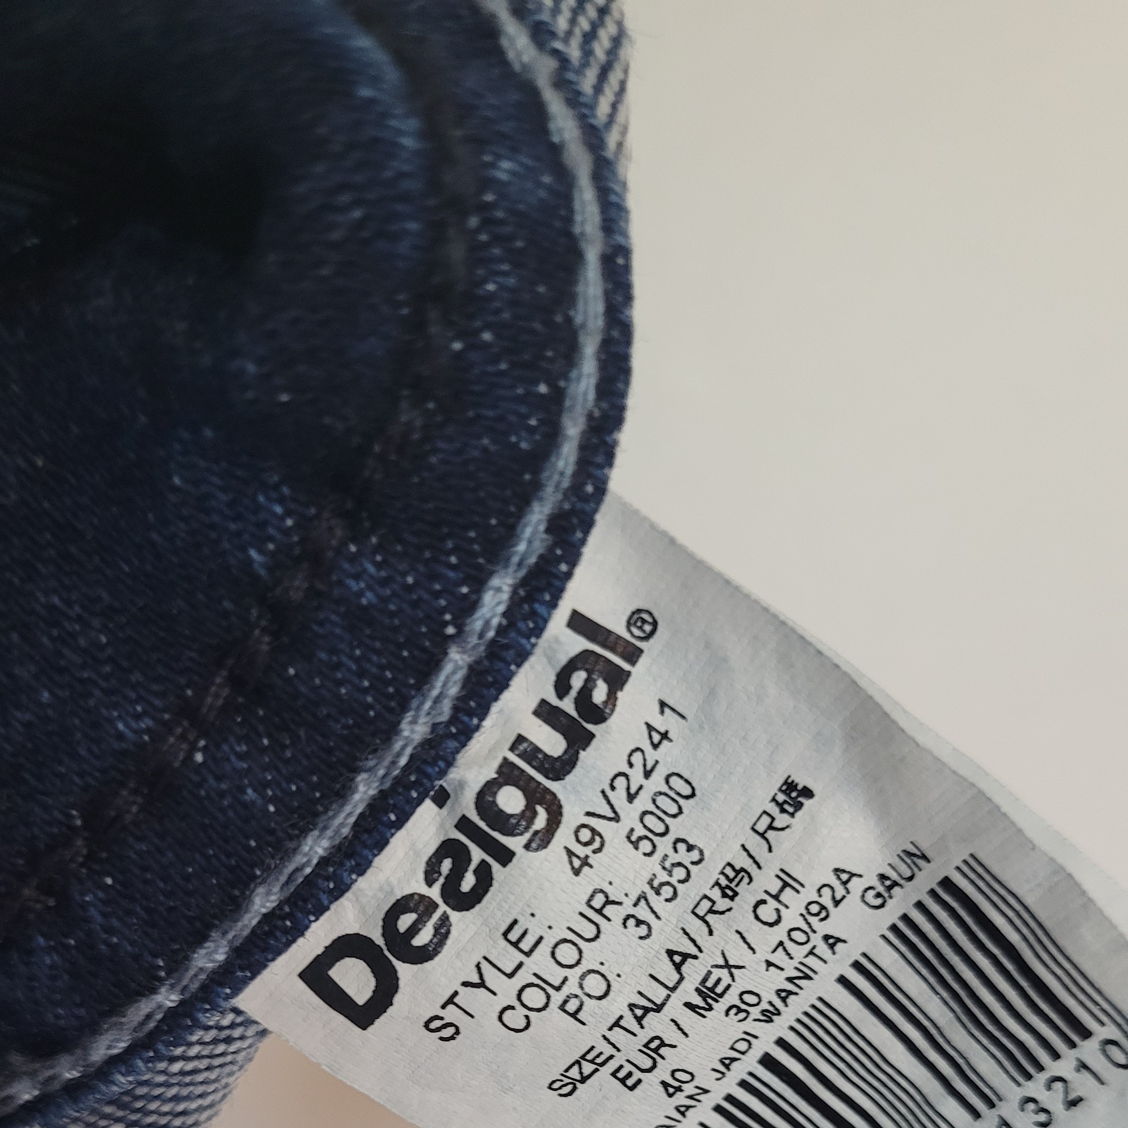 Desigual®
STYLE: 49V2241
COLOUR: 5000
PO: 37553
SIZE/TALLA/尺码/尺碼
EUR / MEX / CHI
40 30 170/92A
JADI WANITA GAUN
13210